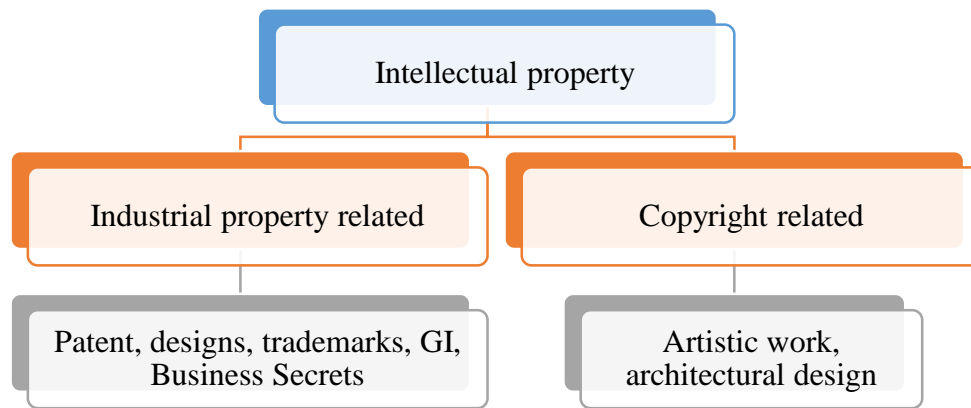 Intellectual property
Industrial property related
Copyright related
Patent, designs, trademarks, GI,
Business Secrets
Artistic work,
architectural design